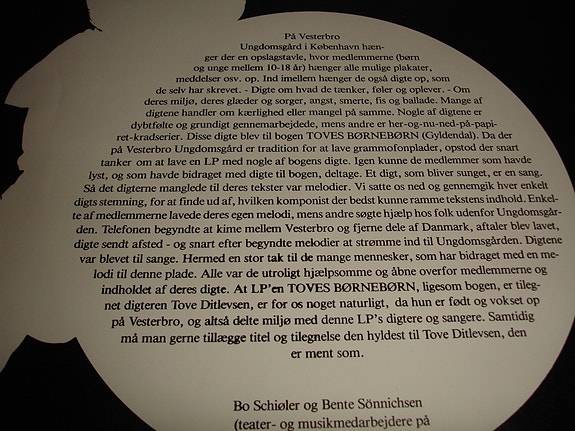 På Vesterbro
Ungdomsgård i København hæn-
ger der en opslagstavle, hvor medlemmerne (børn
og unge mellem 10-18 år) hænger alle mulige plakater,
meddelser osv. op. Ind imellem hænger de også digte op, som
de selv har skrevet. - Digte om hvad de tænker, føler og oplever. - Om
deres miljø, deres glæder og sorger, angst, smerte, fis og ballade. Mange af
digtene handler om kærlighed eller mangel på samme. Nogle af digtene er
dybtfølte og grundigt gennemarbejdede, mens andre er her-og-nu-ned-på-papi-
ret-kradserier. Disse digte blev til bogen TOVES BØRNEBØRN (Gyldendal). Da der
på Vesterbro Ungdomsgård er tradition for at lave grammofonplader, opstod der snart
tanker om at lave en LP med nogle af bogens digte. Igen kunne de medlemmer som havde
lyst, og som havde bidraget med digte til bogen, deltage. Et digt, som bliver sunget, er en sang.
Så det digterne manglede til deres tekster var melodier. Vi satte os ned og gennemgik hver enkelt
digts stemning, for at finde ud af, hvilken komponist der bedst kunne ramme tekstens indhold. Enkel-
te af medlemmerne lavede deres egen melodi, mens andre søgte hjælp hos folk udenfor Ungdomsgår-
den. Telefonen begyndte at kime mellem Vesterbro og fjerne dele af Danmark, aftaler blev lavet,
digte sendt afsted - og snart efter begyndte melodier at strømme ind til Ungdomsgården. Digtene
var blevet til sange. Hermed en stor tak til de mange mennesker, som har bidraget med en me-
lodi til denne plade. Alle var de utroligt hjælpsomme og åbne overfor medlemmerne og
indholdet af deres digte. At LP'en TOVES BØRNEBØRN, ligesom bogen, er tileg-
net digteren Tove Ditlevsen, er for os noget naturligt, da hun er født og vokset op
på Vesterbro, og altså delte miljø med denne LP's digtere og sangere. Samtidig
må man gerne tillægge titel og tilegnelse den hyldest til Tove Ditlevsen, den
er ment som.
Bo Schiøler og Bente Sönnichsen
(teater- og musikmedarbejdere på